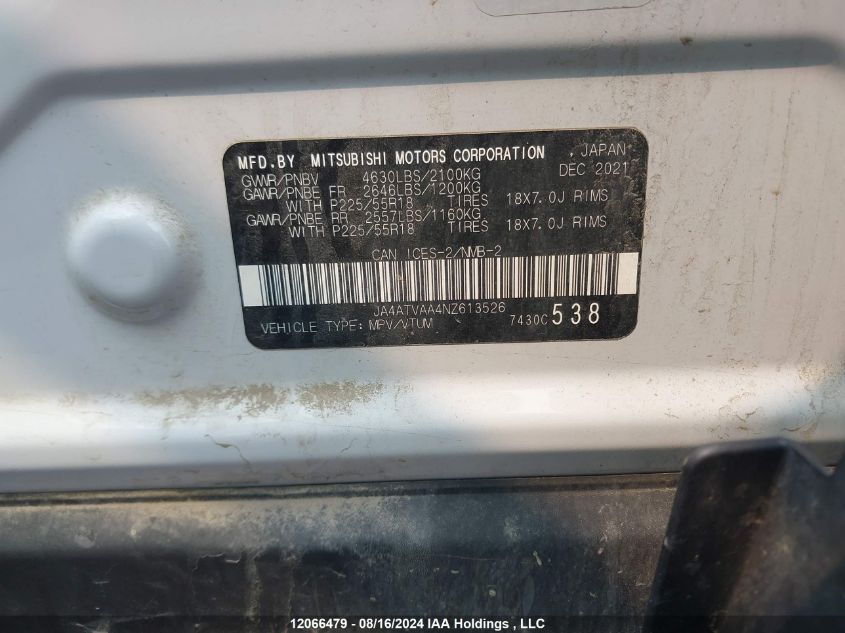 MFD.BY MITSUBISHI MOTORS CORPORATION , JAPAN
GVWR/PNBV 4630LBS/2100KG DEC 2021
GAWR/PNBE FR 2646LBS/1200KG
WITH P225/55R18 TIRES 18X7.0J RIMS
GAWR/PNBE RR 2557LBS/1160KG
WITH P225/55R18 TIRES 18X7.0J RIMS
CAN ICES-2/NMB-2
JA4ATVAA4NZ613526
VEHICLE TYPE: MPV/VTUM 7430C 538
12066479 - 08/16/2024 IAA Holdings , LLC